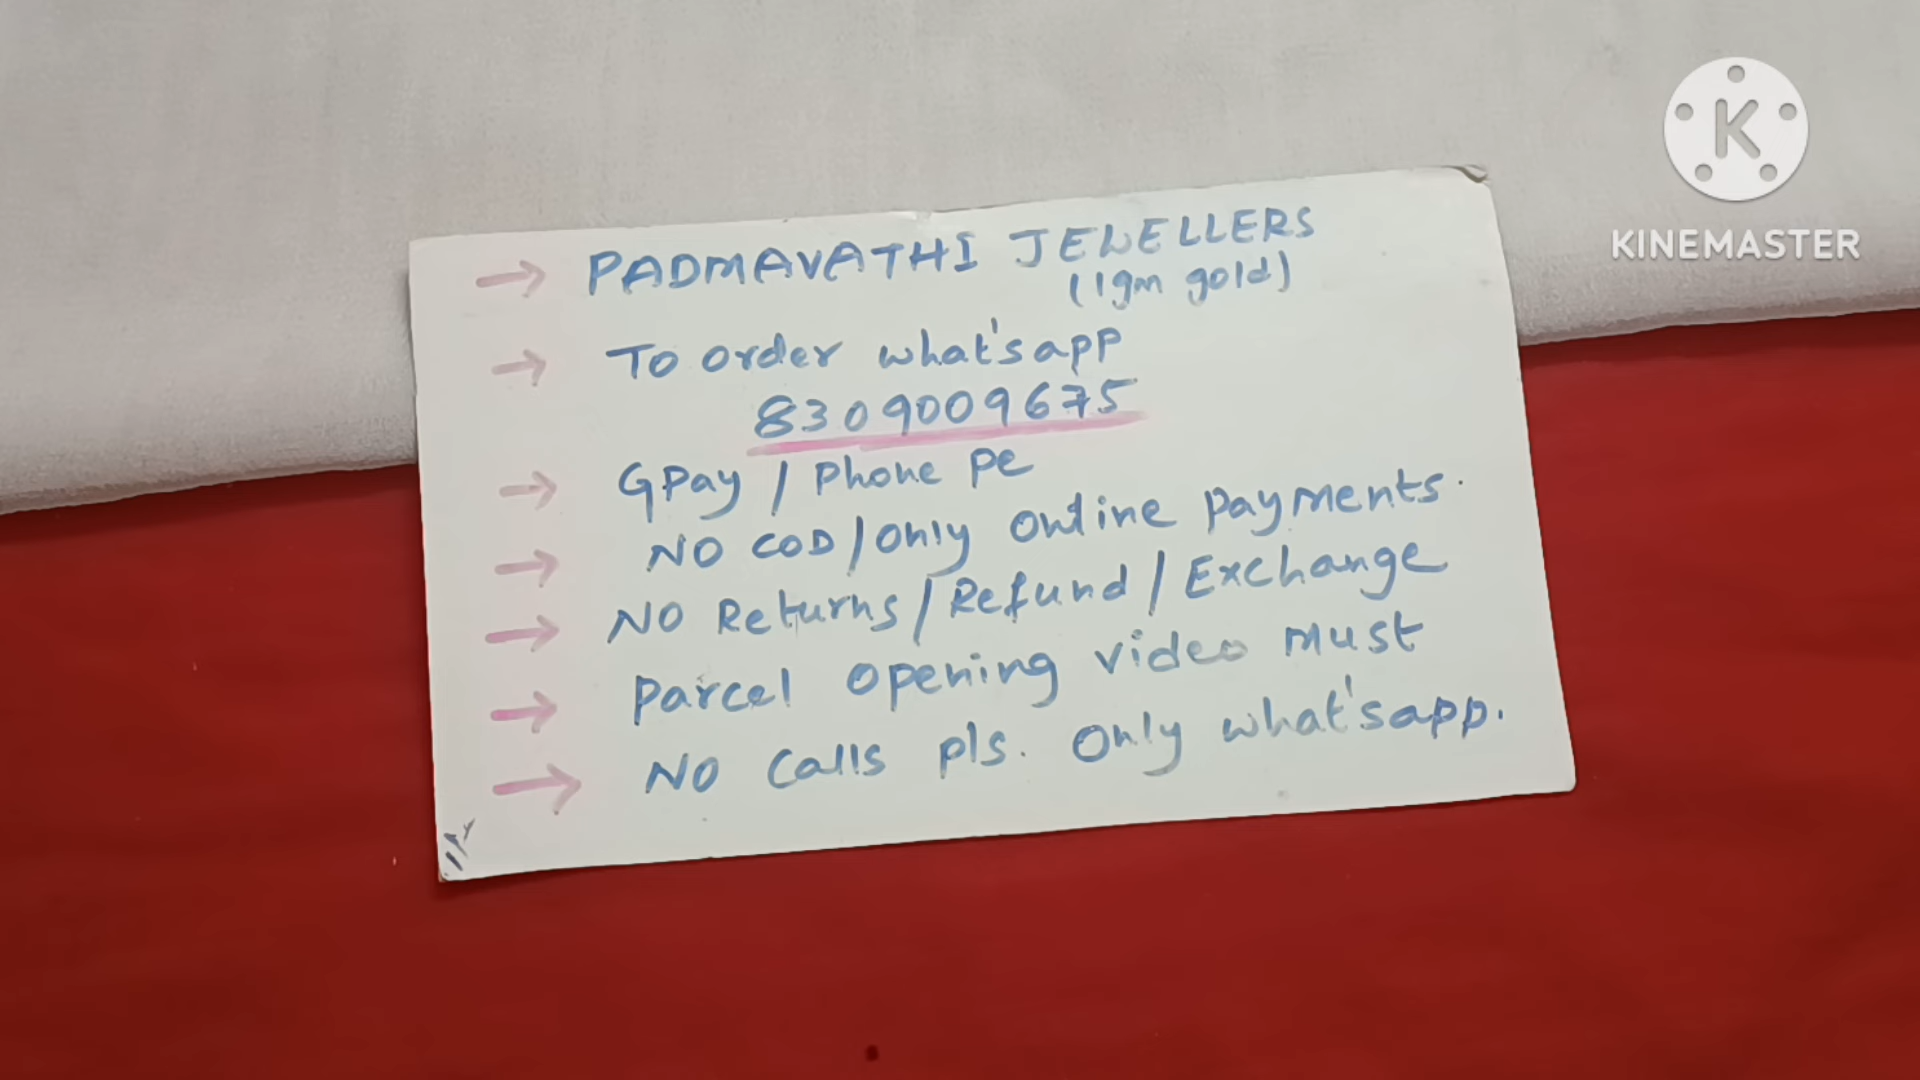 → PADMAVATHI JEWELLERS
(1gm gold)
→ To order what'sapp
8309009675
→ GPay / Phone Pe
→ NO COD / only online payments.
→ NO Returns / Refund / Exchange
→ parcel opening video must
→ NO calls pls. only what'sapp.
K
KINEMASTER